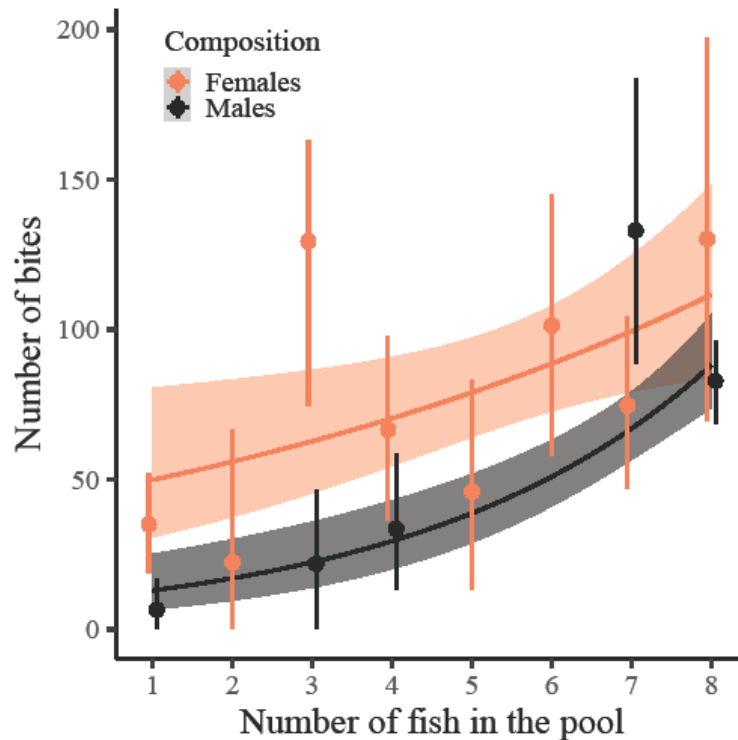 200
150
100
50
0
Number of bites
Composition
Females
Males
1 2 3 4 5 6 7 8
Number of fish in the pool